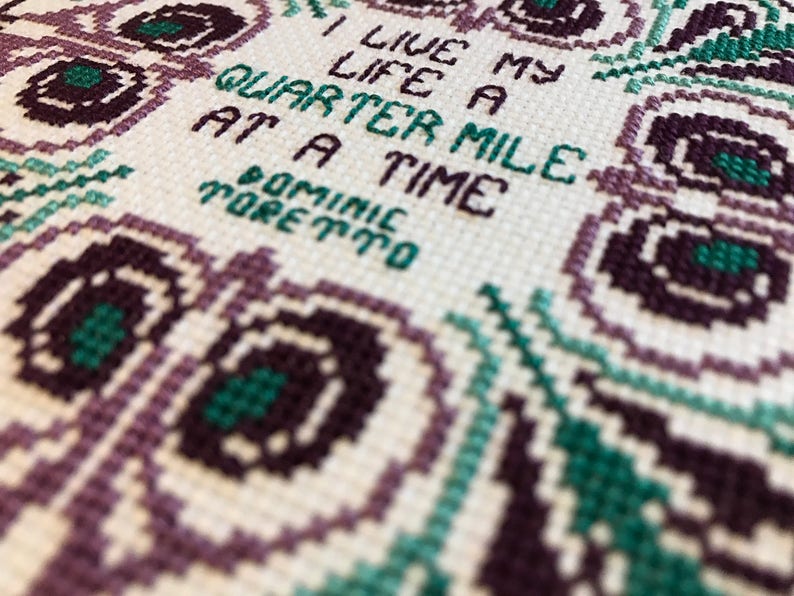 I LIVE MY
LIFE A
QUARTER MILE
AT A TIME
DOMINIC
TORETTO